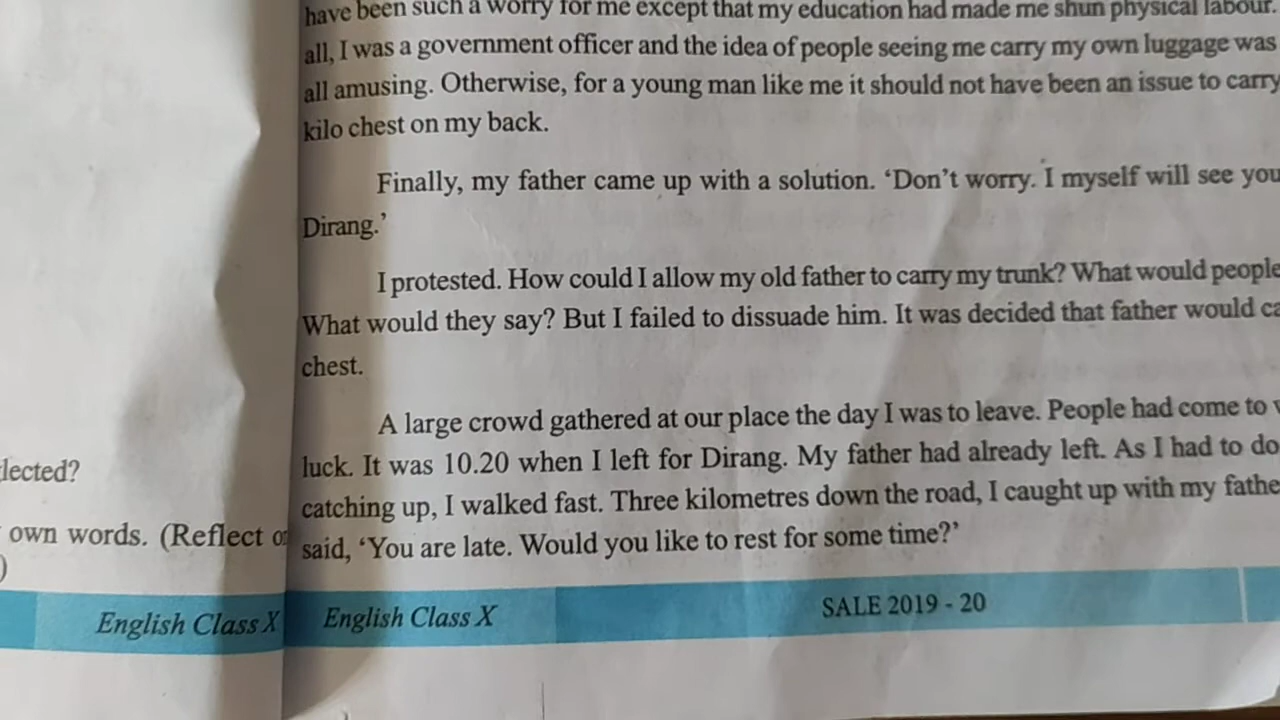 have been such a worry for me except that my education had made me shun physical labour.
all, I was a government officer and the idea of people seeing me carry my own luggage was
all amusing. Otherwise, for a young man like me it should not have been an issue to carry
kilo chest on my back.
Finally, my father came up with a solution. ‘Don’t worry. I myself will see you
Dirang.’
I protested. How could I allow my old father to carry my trunk? What would people
What would they say? But I failed to dissuade him. It was decided that father would
chest.
A large crowd gathered at our place the day I was to leave. People had come to
luck. It was 10.20 when I left for Dirang. My father had already left. As I had to do
catching up, I walked fast. Three kilometres down the road, I caught up with my
said, ‘You are late. Would you like to rest for some time?’
own words. (Reflect
)
English Class X
English Class X
SALE 2019 - 20